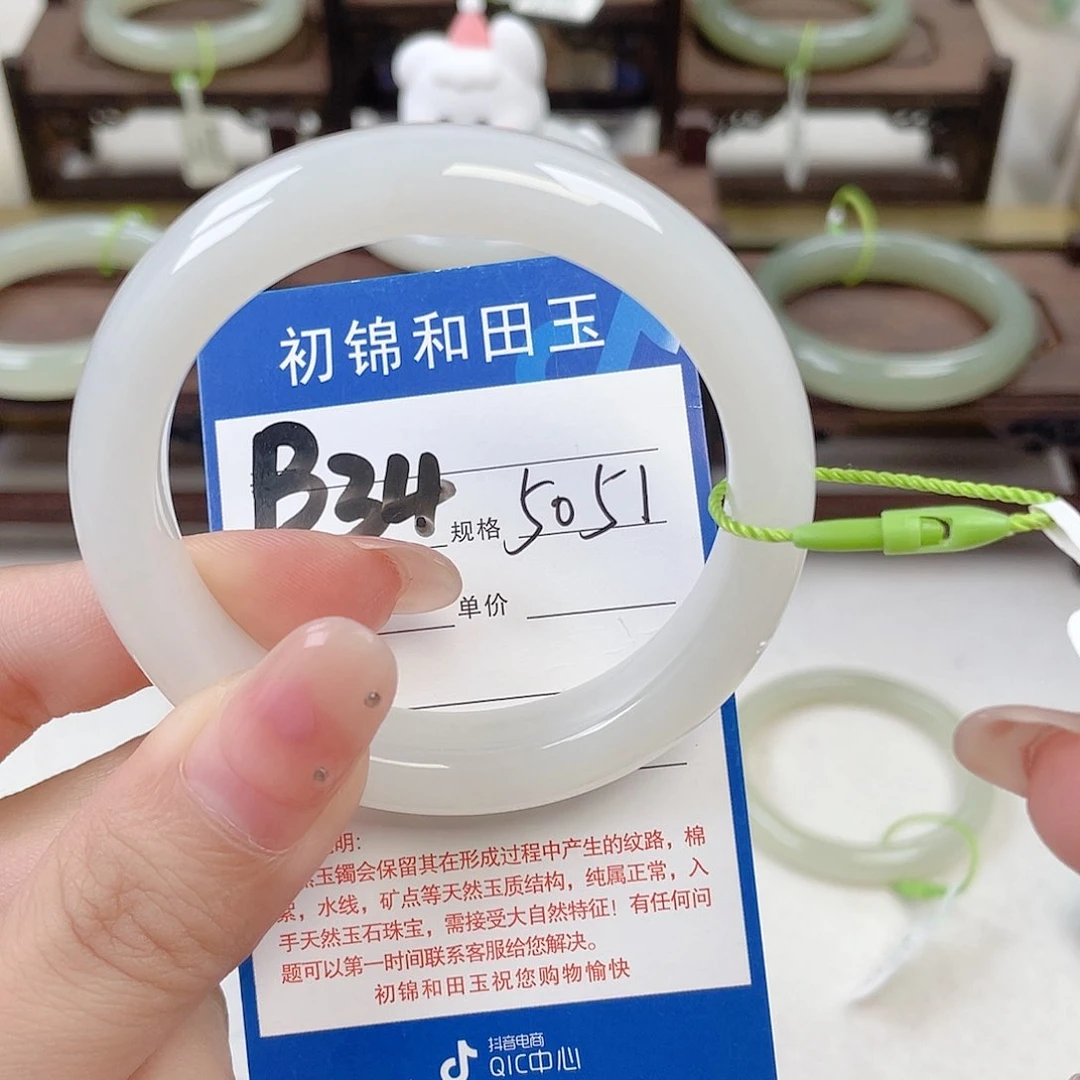 初锦和田玉
B34
规格 5051
单价
明:
玉镯会保留其在形成过程中产生的纹路，棉
，水线，矿点等天然玉质结构，纯属正常，入
手天然玉石珠宝，需接受大自然特征！有任何问
题可以第一时间联系客服给您解决。
初锦和田玉祝您购物愉快
抖音电商
QIC中心